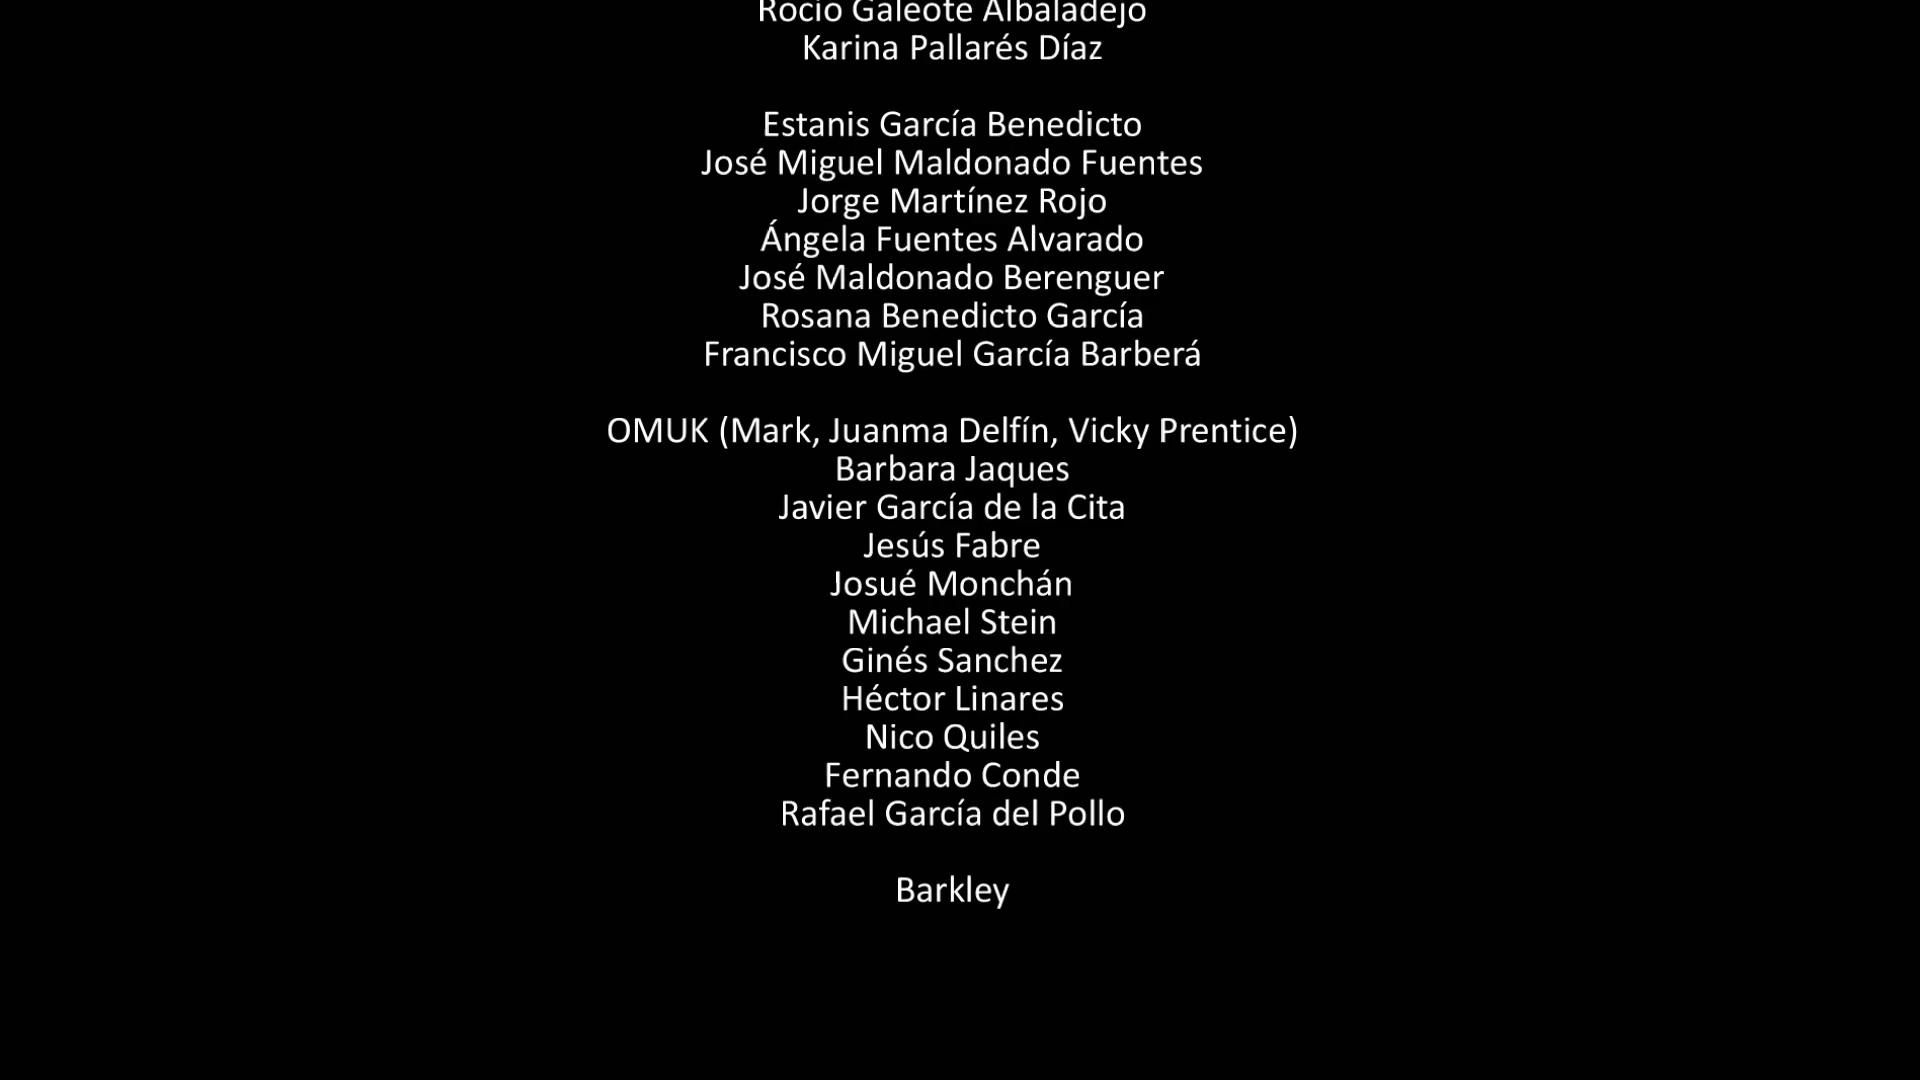 Rocío Galeote Albaladejo
Karina Pallarés Díaz
Estanis García Benedicto
José Miguel Maldonado Fuentes
Jorge Martínez Rojo
Ángela Fuentes Alvarado
José Maldonado Berenguer
Rosana Benedicto García
Francisco Miguel García Barberá
OMUK (Mark, Juanma Delfín, Vicky Prentice)
Barbara Jaques
Javier García de la Cita
Jesús Fabre
Josué Monchán
Michael Stein
Ginés Sanchez
Héctor Linares
Nico Quiles
Fernando Conde
Rafael García del Pollo
Barkley